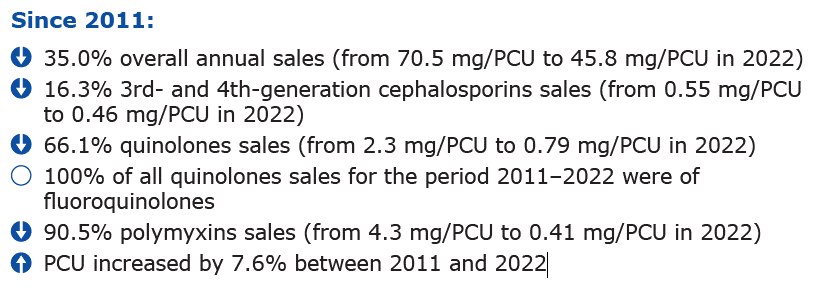 Since 2011:
35.0% overall annual sales (from 70.5 mg/PCU to 45.8 mg/PCU in 2022)
16.3% 3rd- and 4th-generation cephalosporins sales (from 0.55 mg/PCU
to 0.46 mg/PCU in 2022)
66.1% quinolones sales (from 2.3 mg/PCU to 0.79 mg/PCU in 2022)
100% of all quinolones sales for the period 2011–2022 were of
fluoroquinolones
90.5% polymyxins sales (from 4.3 mg/PCU to 0.41 mg/PCU in 2022)
PCU increased by 7.6% between 2011 and 2022